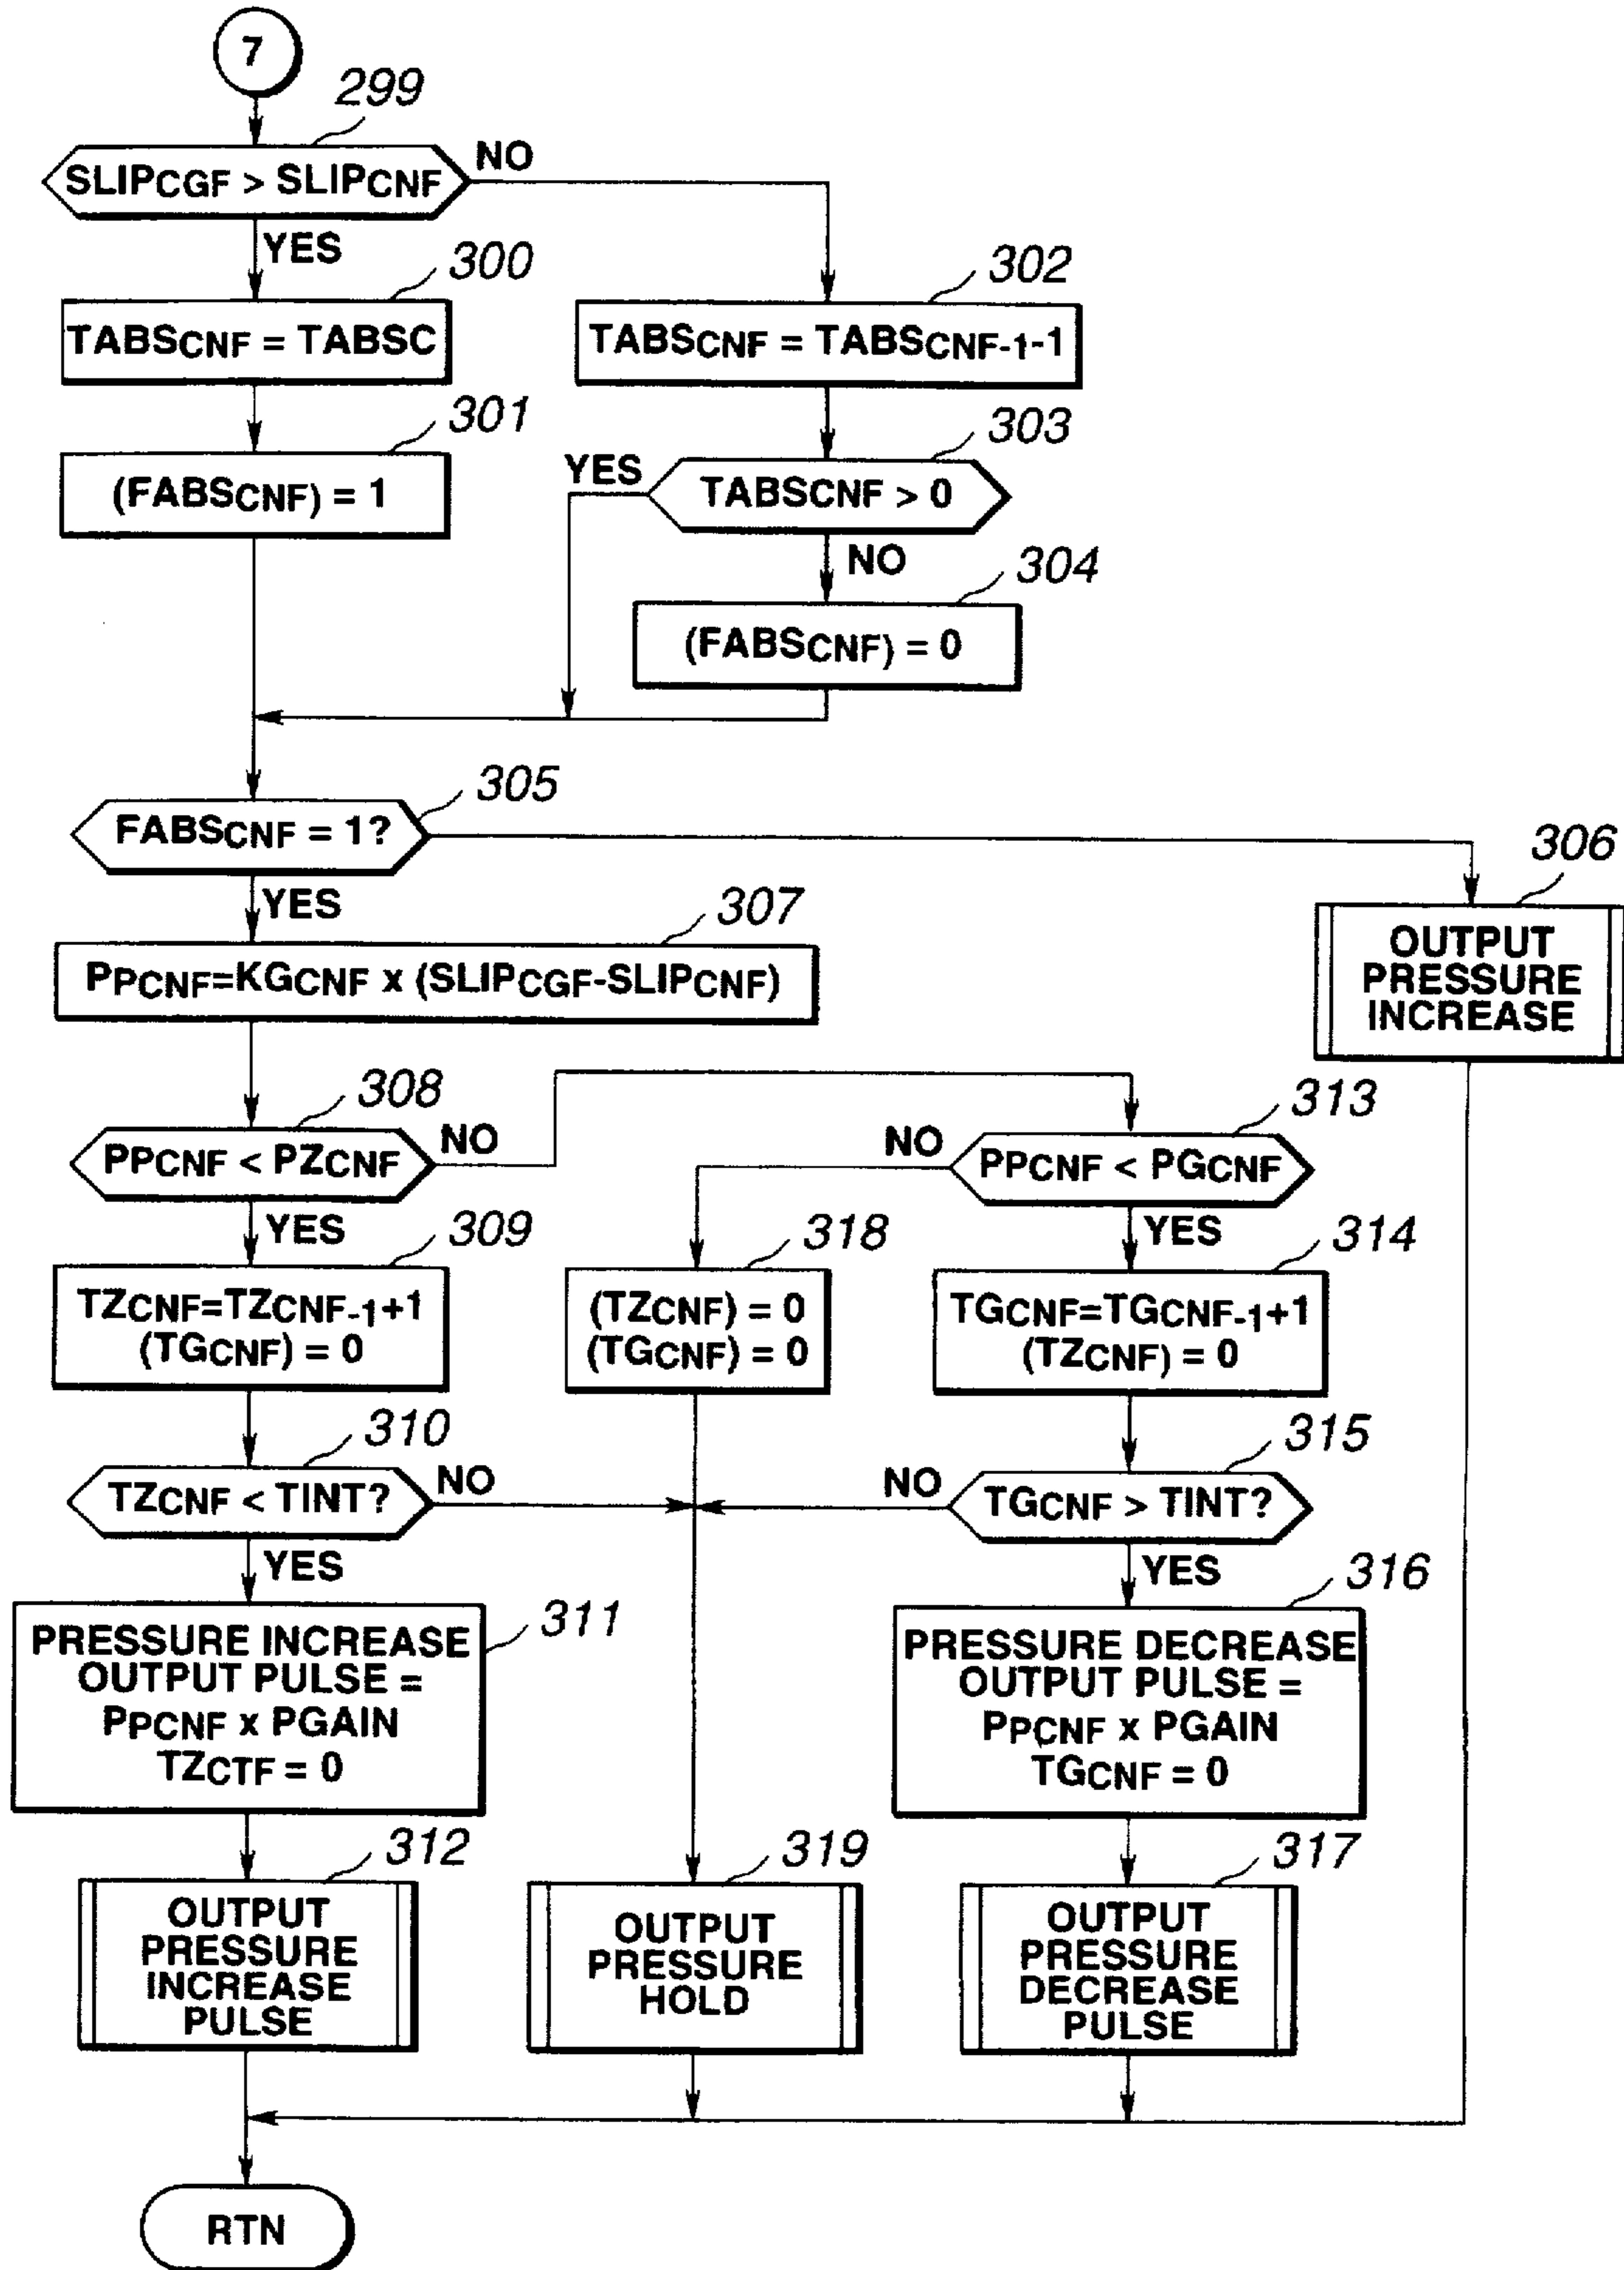 7
299
SLIPCGF > SLIPCNF
NO
YES
300
TABSCNF = TABSC
302
TABSCNF = TABSCNF-1-1
301
(FABSCNF) = 1
303
YES
TABSCNF > 0
NO
304
(FABSCNF) = 0
305
FABSCNF = 1?
YES
306
OUTPUT
PRESSURE
INCREASE
307
PPCNF=KGCNF x (SLIPCGF-SLIPCNF)
308
PPCNF < PZCNF
NO
YES
313
NO
PPCNF < PGCNF
YES
309
TZCNF=TZCNF-1+1
(TGCNF) = 0
318
(TZCNF) = 0
(TGCNF) = 0
314
TGCNF=TGCNF-1+1
(TZCNF) = 0
310
TZCNF < TINT?
NO
YES
315
NO
TGCNF > TINT?
YES
311
PRESSURE INCREASE
OUTPUT PULSE =
PPCNF x PGAIN
TZCTF = 0
316
PRESSURE DECREASE
OUTPUT PULSE =
PPCNF x PGAIN
TGCNF = 0
312
OUTPUT
PRESSURE
INCREASE
PULSE
319
OUTPUT
PRESSURE
HOLD
317
OUTPUT
PRESSURE
DECREASE
PULSE
RTN